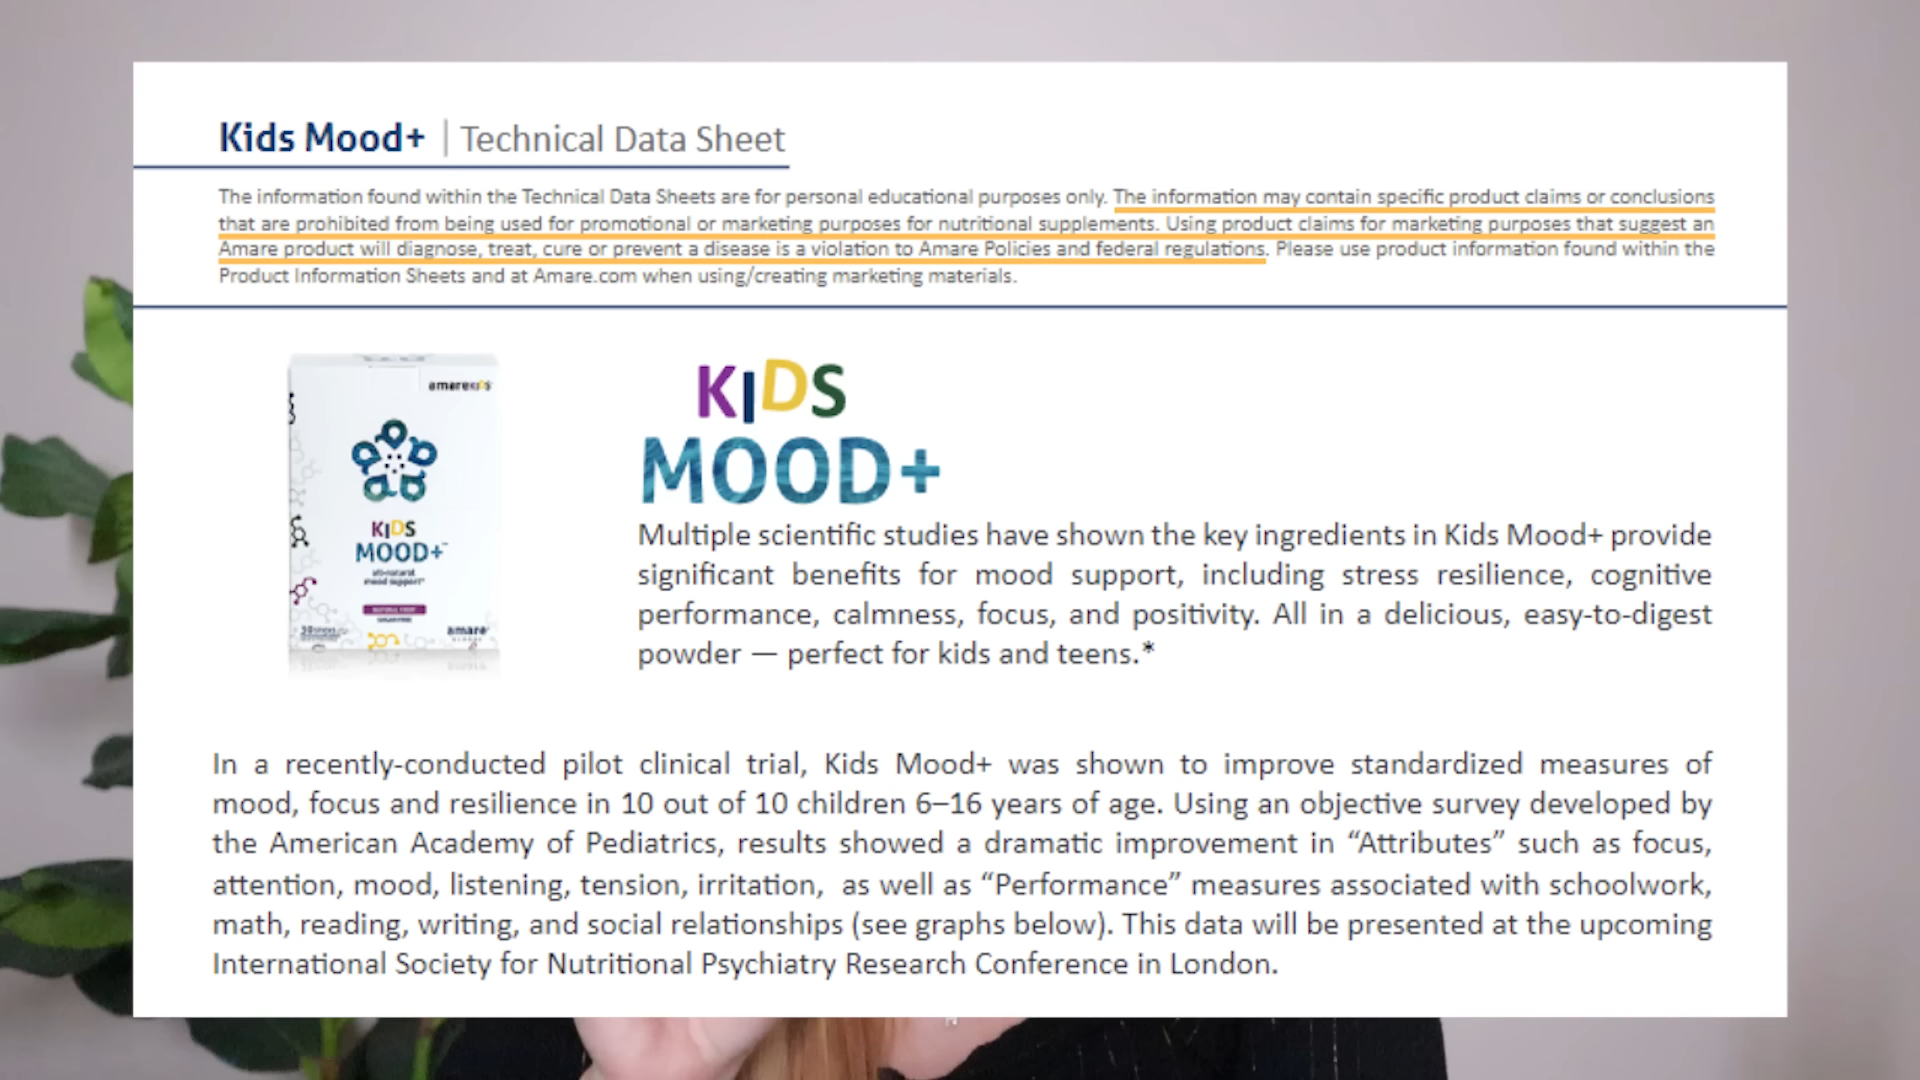 Kids Mood+ | Technical Data Sheet
The information found within the Technical Data Sheets are for personal educational purposes only. The information may contain specific product claims or conclusions
that are prohibited from being used for promotional or marketing purposes for nutritional supplements. Using product claims for marketing purposes that suggest an
Amare product will diagnose, treat, cure or prevent a disease is a violation to Amare Policies and federal regulations. Please use product information found within the
Product Information Sheets and at Amare.com when using/creating marketing materials.
amarekids
KIDS
MOOD+
all-natural
mood support*
amare
KIDS
MOOD+
Multiple scientific studies have shown the key ingredients in Kids Mood+ provide
significant benefits for mood support, including stress resilience, cognitive
performance, calmness, focus, and positivity. All in a delicious, easy-to-digest
powder — perfect for kids and teens.*
In a recently-conducted pilot clinical trial, Kids Mood+ was shown to improve standardized measures of
mood, focus and resilience in 10 out of 10 children 6–16 years of age. Using an objective survey developed by
the American Academy of Pediatrics, results showed a dramatic improvement in “Attributes” such as focus,
attention, mood, listening, tension, irritation, as well as “Performance” measures associated with schoolwork,
math, reading, writing, and social relationships (see graphs below). This data will be presented at the upcoming
International Society for Nutritional Psychiatry Research Conference in London.